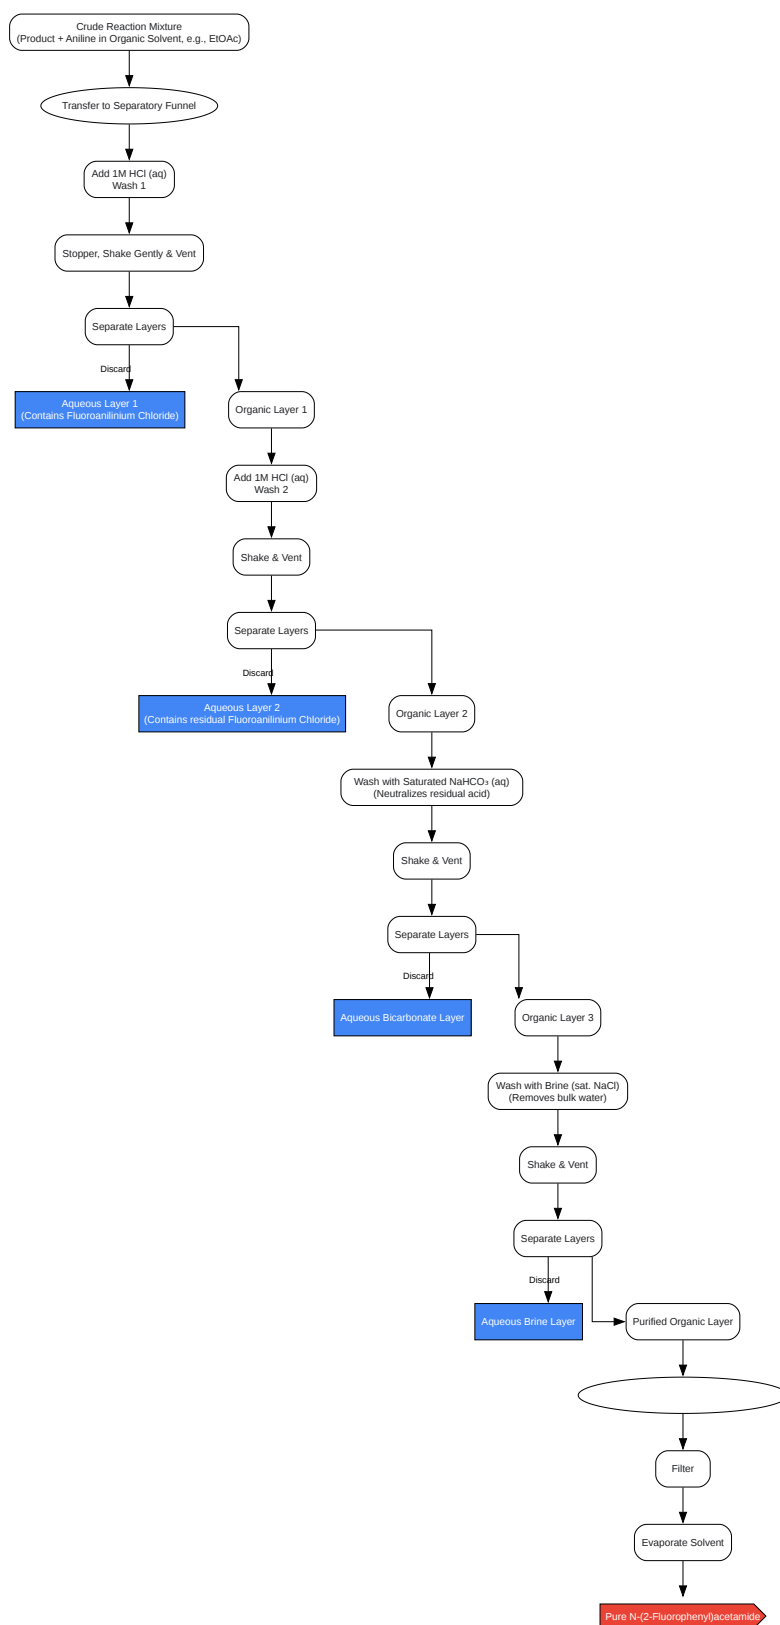 Crude Reaction Mixture
(Product + Aniline in Organic Solvent, e.g., EtOAc)
Transfer to Separatory Funnel
Add 1M HCl (aq)
Wash 1
Stopper, Shake Gently & Vent
Separate Layers
Discard
Aqueous Layer 1
(Contains Fluoroanilinium Chloride)
Organic Layer 1
Add 1M HCl (aq)
Wash 2
Shake & Vent
Separate Layers
Discard
Aqueous Layer 2
(Contains residual Fluoroanilinium Chloride)
Organic Layer 2
Wash with Saturated NaHCO₃ (aq)
(Neutralizes residual acid)
Shake & Vent
Separate Layers
Discard
Aqueous Bicarbonate Layer
Organic Layer 3
Wash with Brine (sat. NaCl)
(Removes bulk water)
Shake & Vent
Separate Layers
Discard
Aqueous Brine Layer
Purified Organic Layer
Filter
Evaporate Solvent
Pure N-(2-Fluorophenyl)acetamide